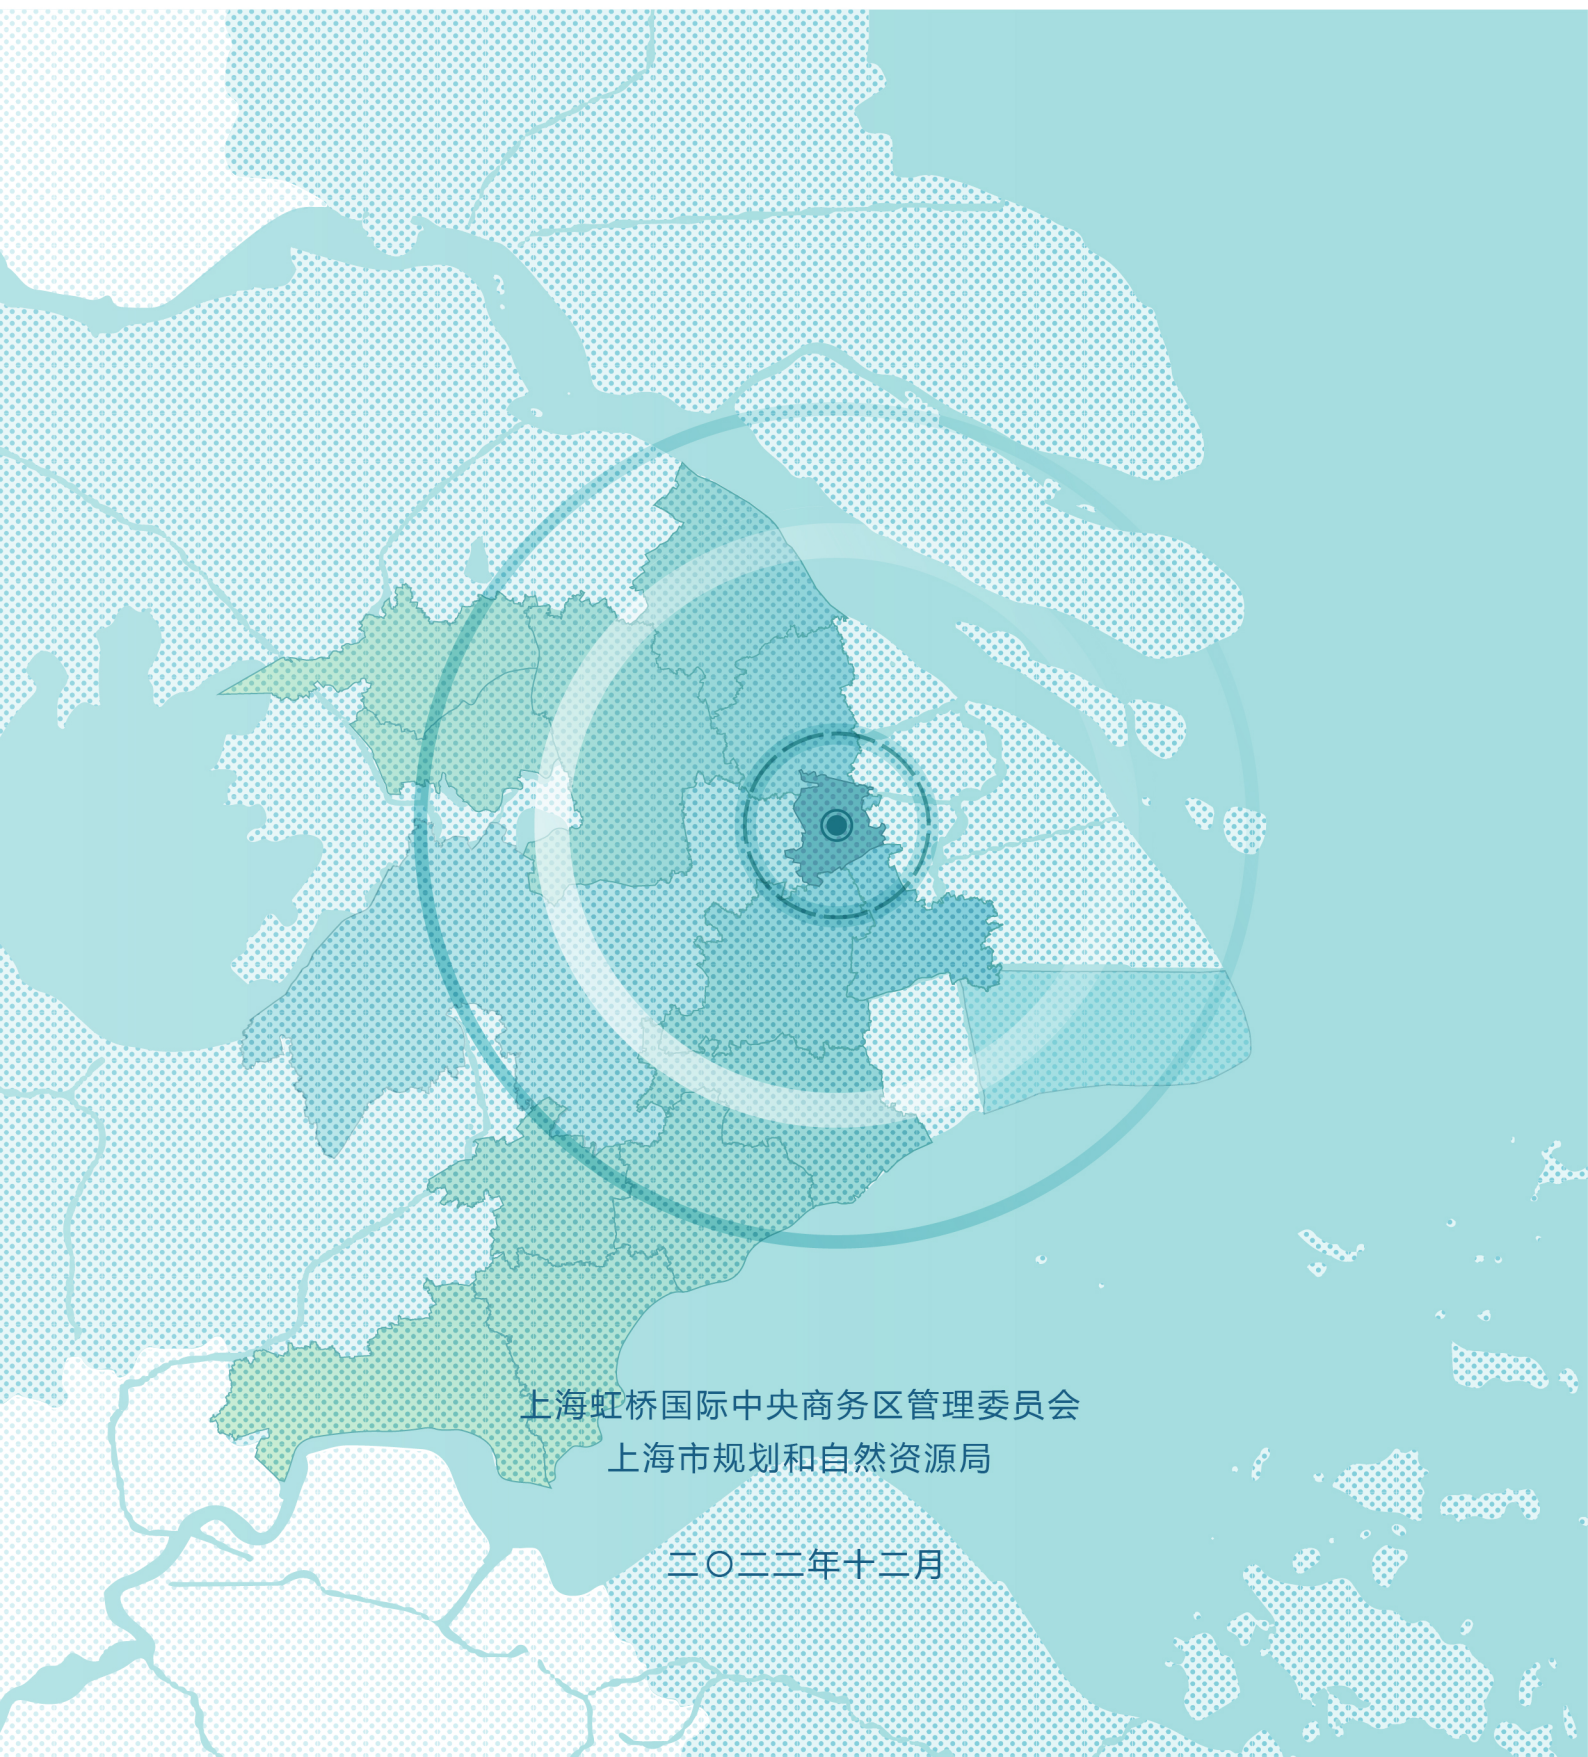 上海虹桥国际中央商务区管理委员会
上海市规划和自然资源局
二〇二二年十二月